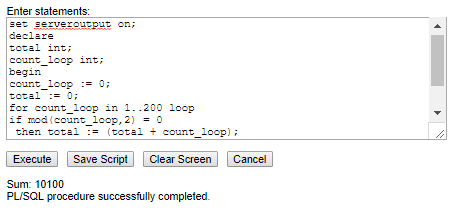 Enter statements:
set serveroutput on;
declare
total int;
count_loop int;
begin
count_loop := 0;
total := 0;
for count_loop in 1..200 loop
if mod(count_loop,2) = 0
then total := (total + count_loop);
Execute Save Script Clear Screen Cancel
Sum: 10100
PL/SQL procedure successfully completed.